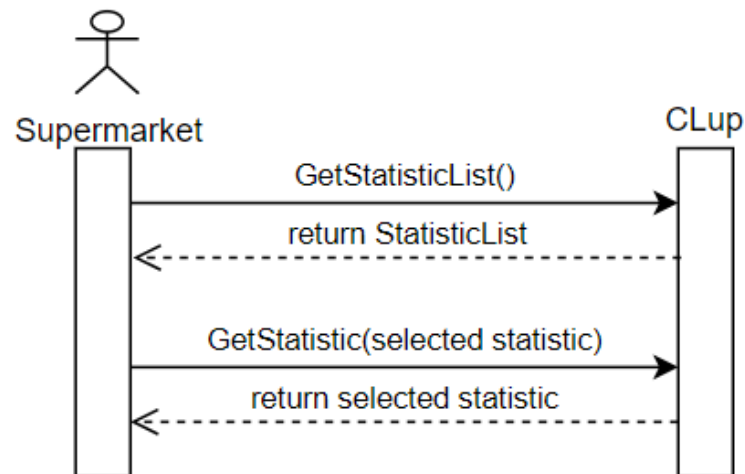 Supermarket
CLup
GetStatisticList()
return StatisticList
GetStatistic(selected statistic)
return selected statistic